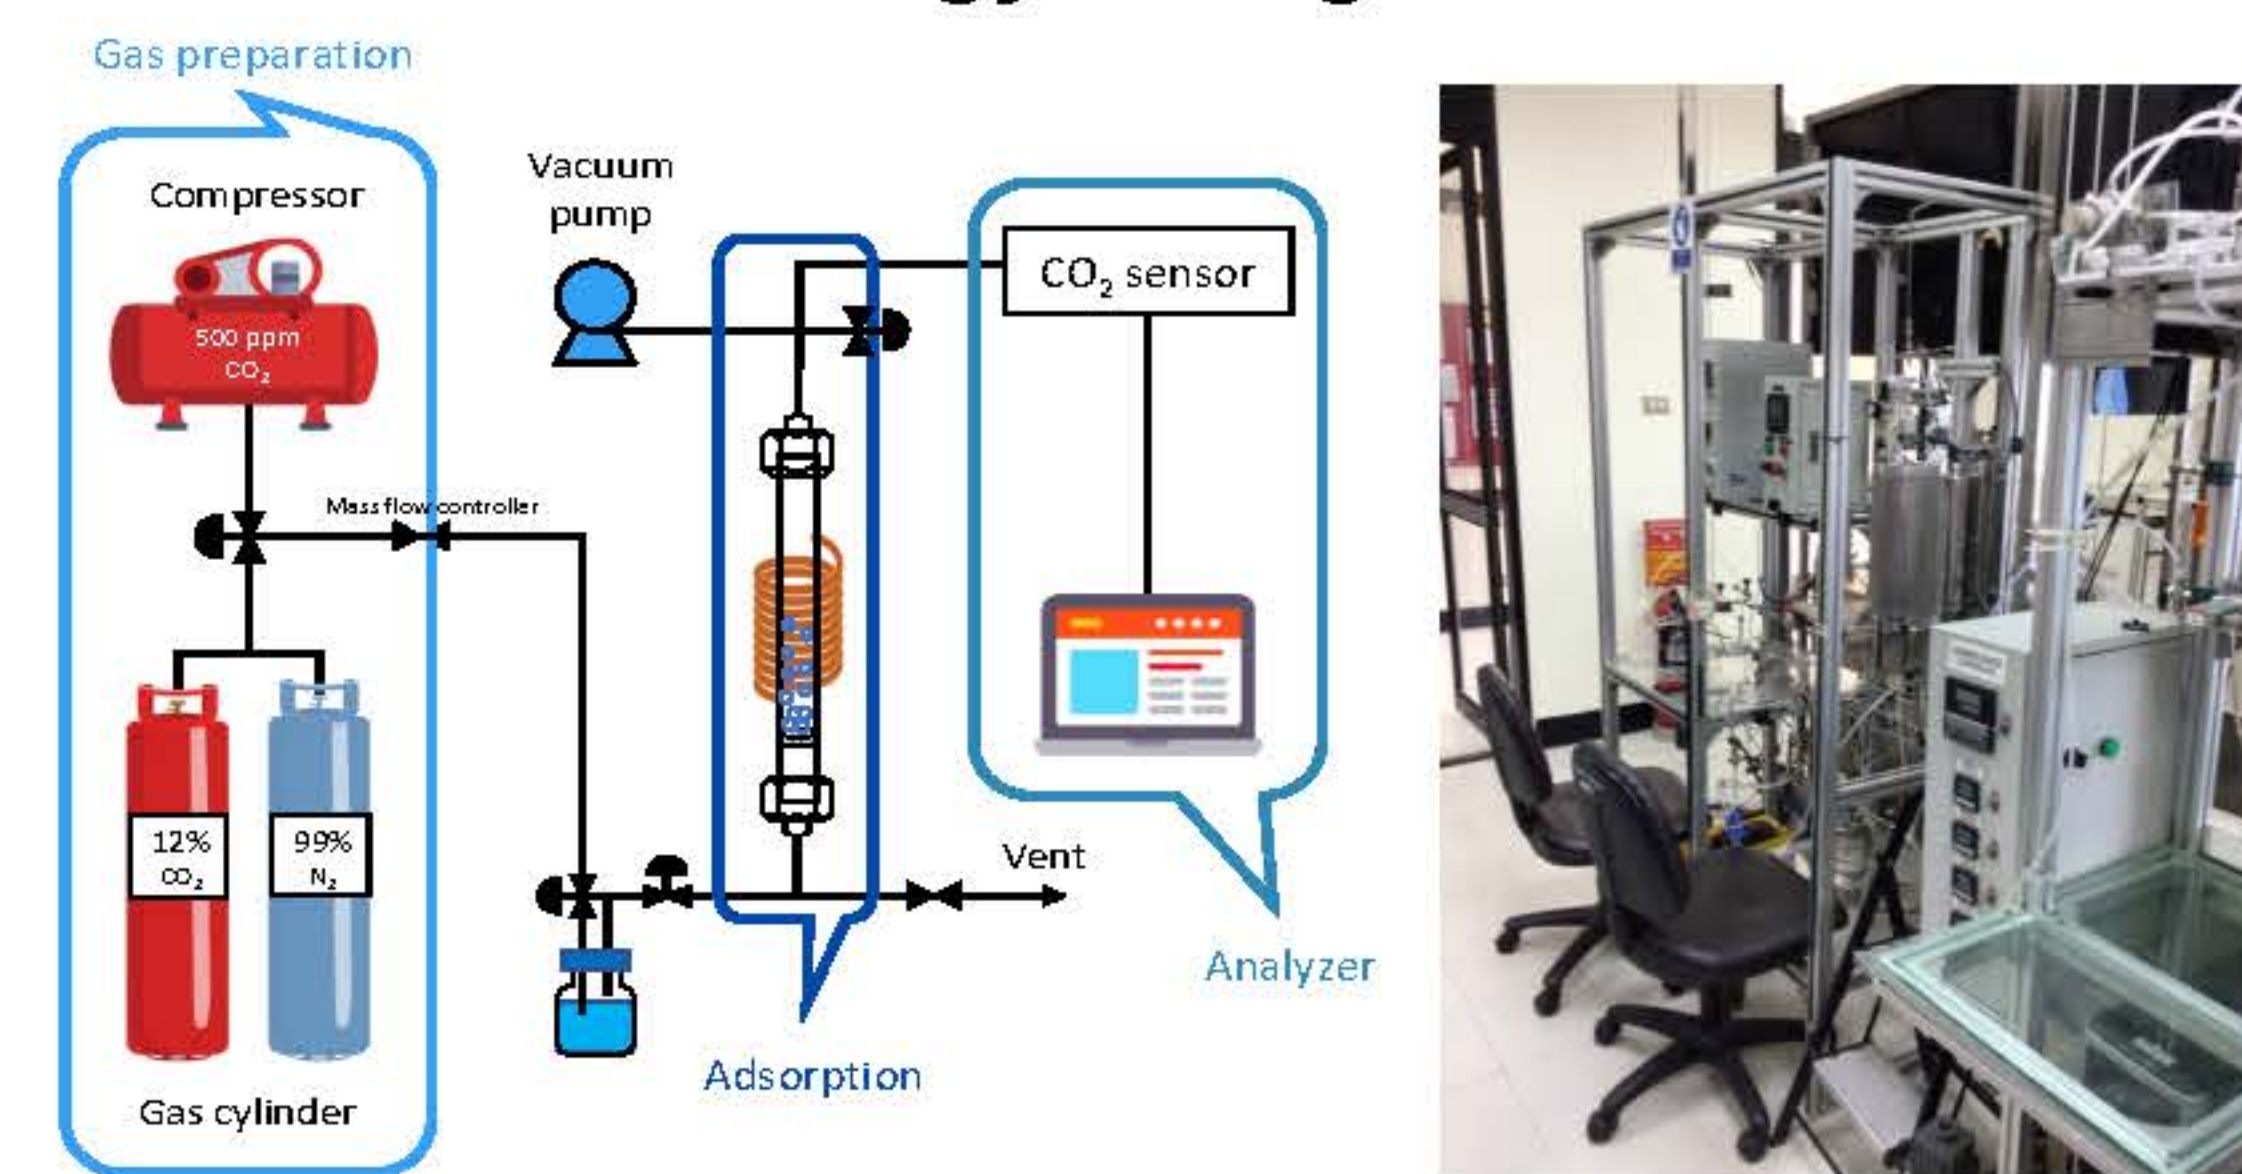 Gas preparation
Compressor
500 ppm
CO₂
Mass flow controller
12%
CO₂
99%
N₂
Gas cylinder
Vacuum
pump
CO₂ sensor
Vent
Adsorption
Analyzer